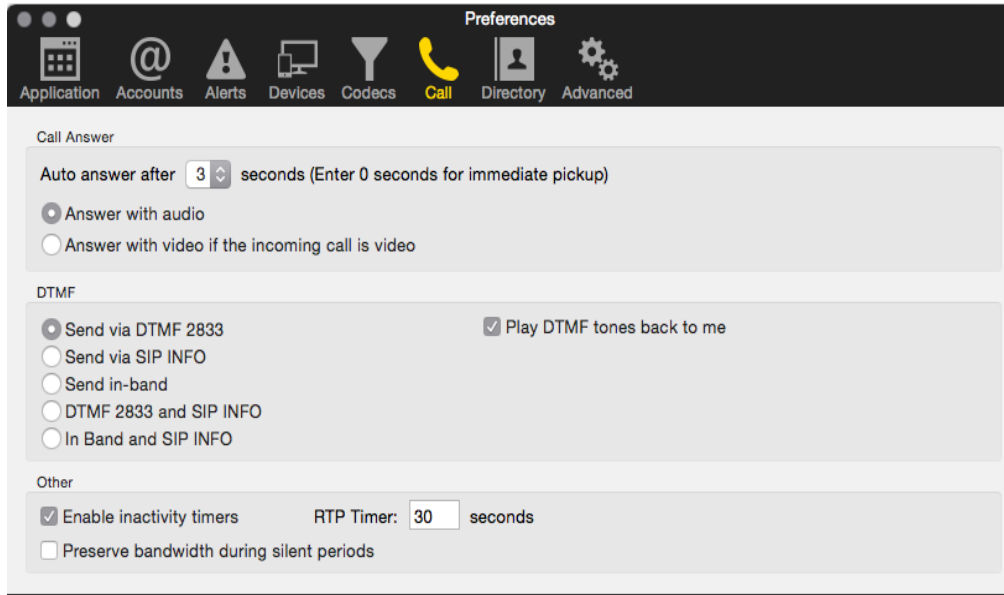 Preferences
Application Accounts Alerts Devices Codecs Call Directory Advanced
Call Answer
Auto answer after 3 seconds (Enter 0 seconds for immediate pickup)
Answer with audio
Answer with video if the incoming call is video
DTMF
Send via DTMF 2833 Play DTMF tones back to me
Send via SIP INFO
Send in-band
DTMF 2833 and SIP INFO
In Band and SIP INFO
Other
Enable inactivity timers RTP Timer: 30 seconds
Preserve bandwidth during silent periods